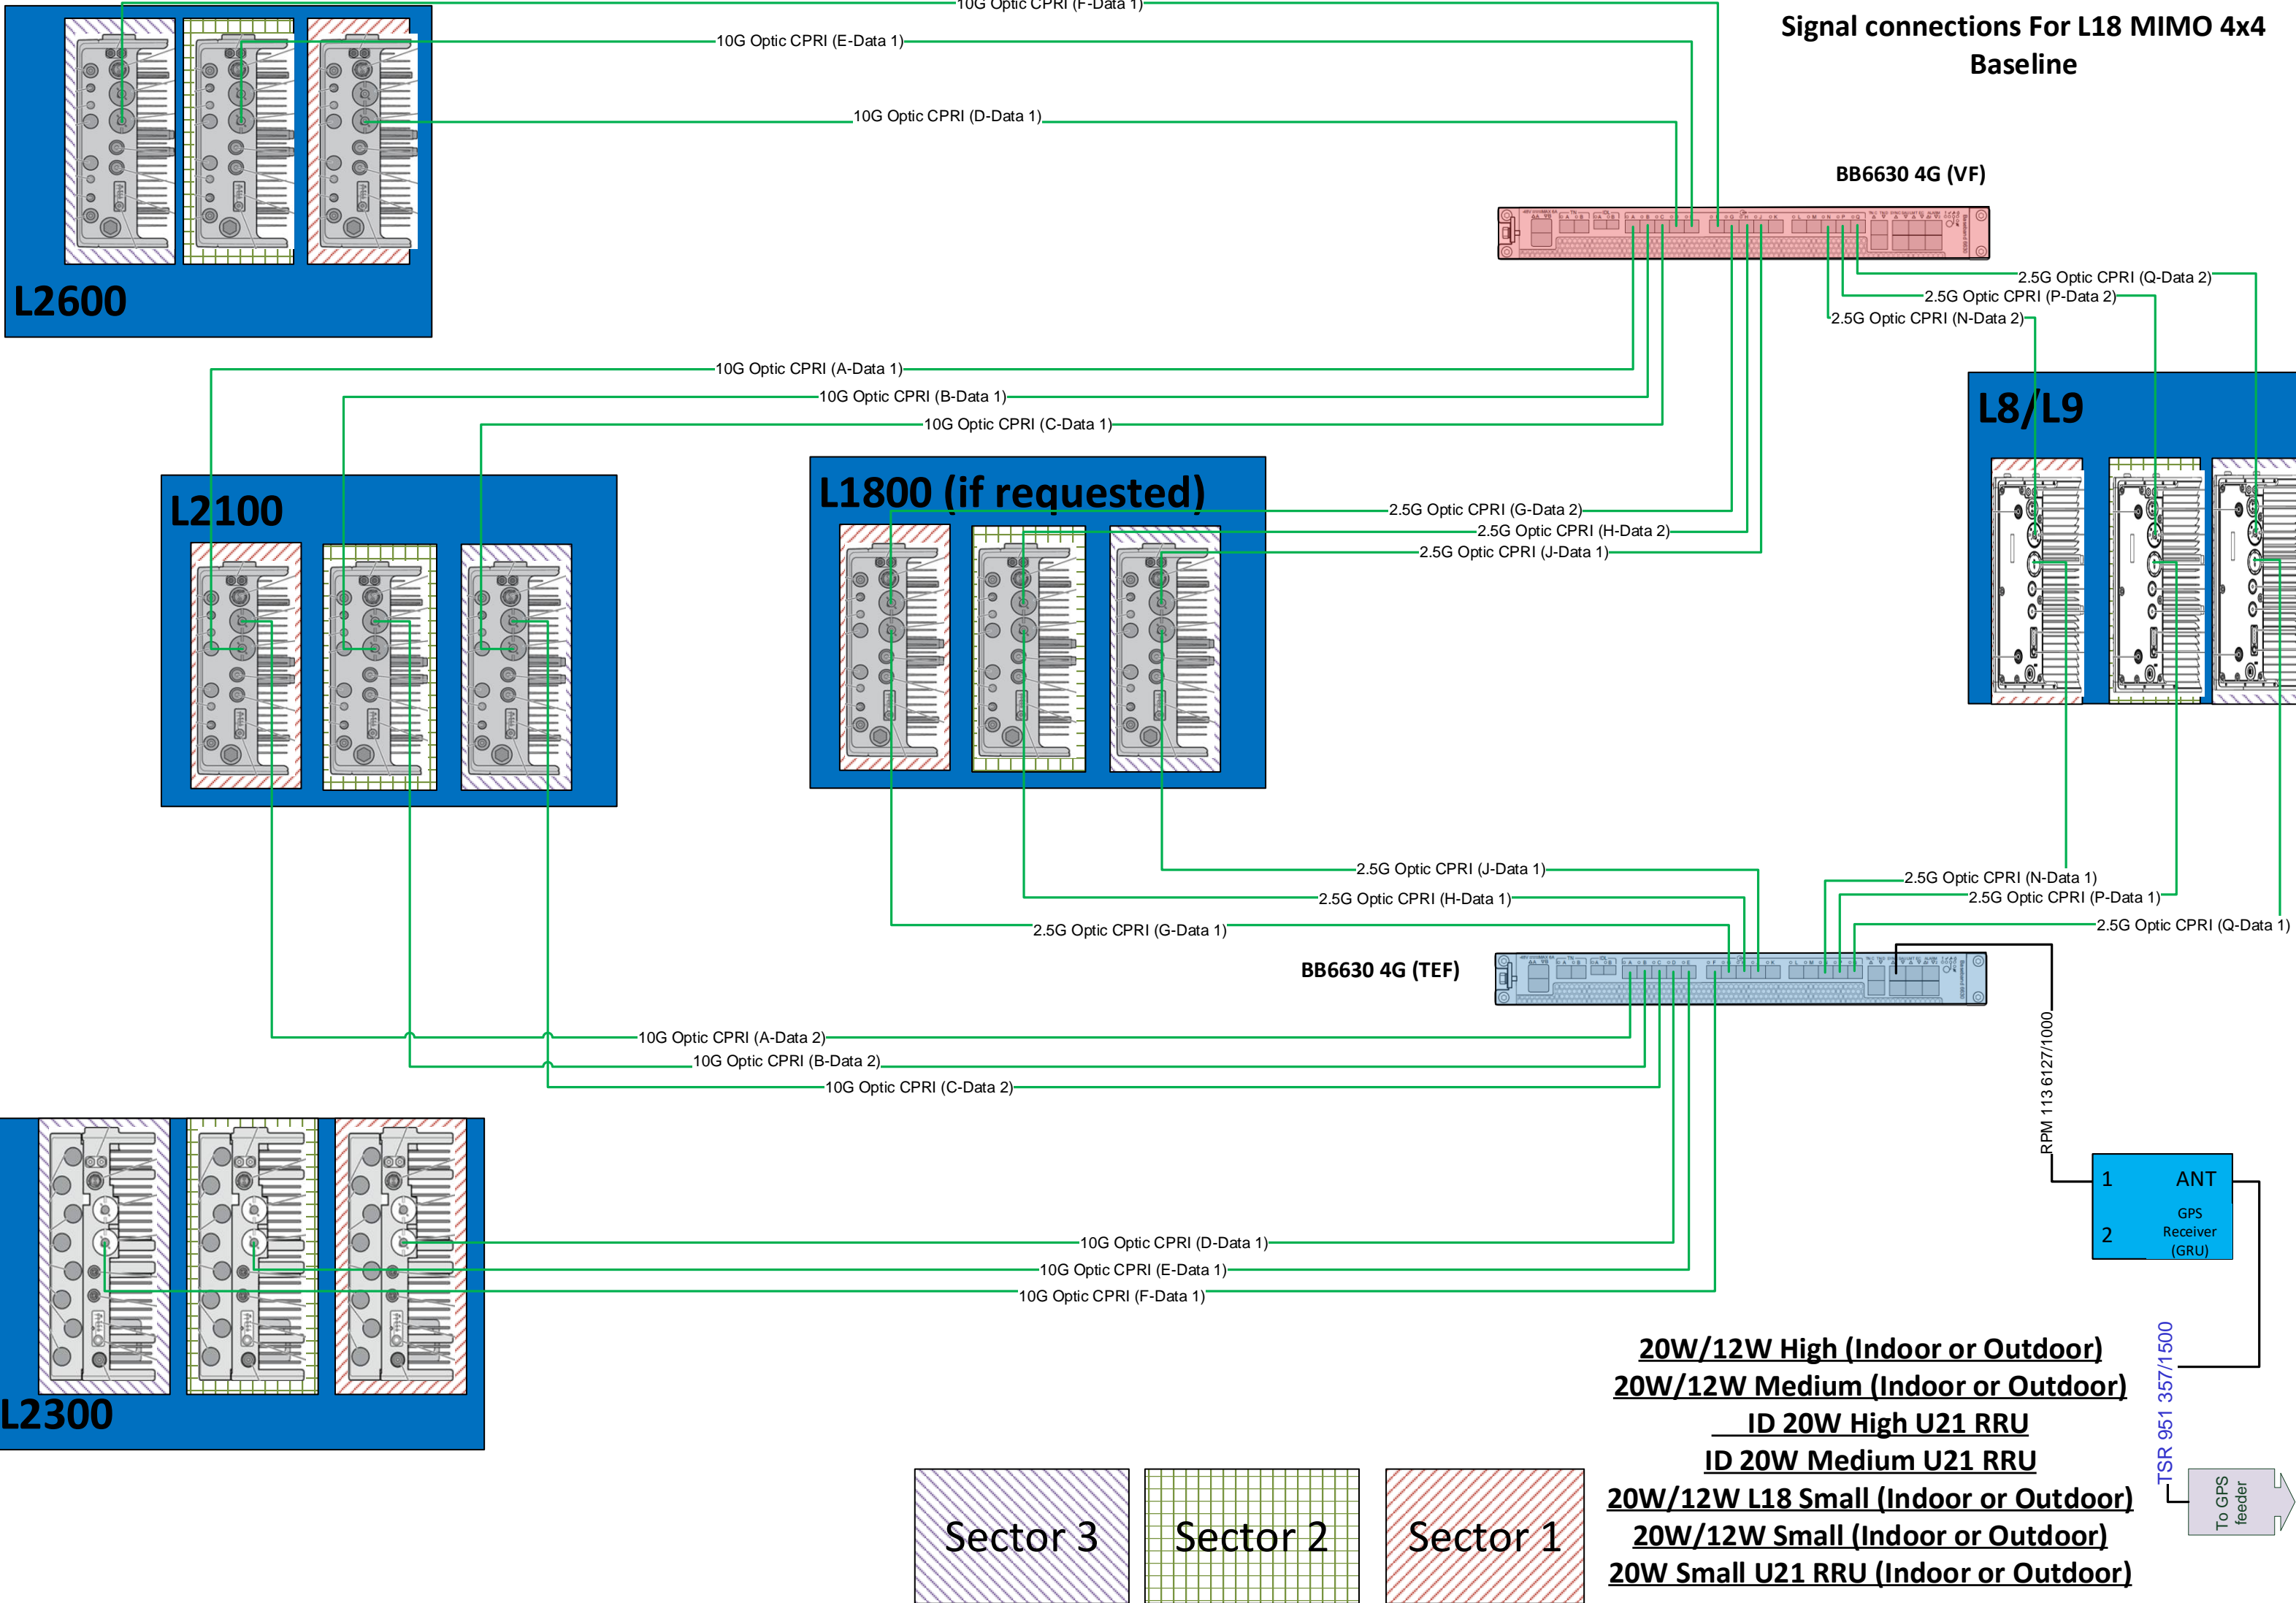 10G Optic CPRI (F-Data 1)
Signal connections For L18 MIMO 4x4
Baseline
10G Optic CPRI (E-Data 1)
10G Optic CPRI (D-Data 1)
BB6630 4G (VF)
L2600
2.5G Optic CPRI (Q-Data 2)
2.5G Optic CPRI (P-Data 2)
2.5G Optic CPRI (N-Data 2)
10G Optic CPRI (A-Data 1)
10G Optic CPRI (B-Data 1)
10G Optic CPRI (C-Data 1)
L8/L9
L2100
L1800 (if requested)
2.5G Optic CPRI (G-Data 2)
2.5G Optic CPRI (H-Data 2)
2.5G Optic CPRI (J-Data 1)
2.5G Optic CPRI (J-Data 1)
2.5G Optic CPRI (H-Data 1)
2.5G Optic CPRI (G-Data 1)
2.5G Optic CPRI (N-Data 1)
2.5G Optic CPRI (P-Data 1)
2.5G Optic CPRI (Q-Data 1)
BB6630 4G (TEF)
10G Optic CPRI (A-Data 2)
10G Optic CPRI (B-Data 2)
10G Optic CPRI (C-Data 2)
RPM 113 6127/1000
1 ANT
2
GPS
Receiver
(GRU)
10G Optic CPRI (D-Data 1)
10G Optic CPRI (E-Data 1)
10G Optic CPRI (F-Data 1)
L2300
20W/12W High (Indoor or Outdoor)
20W/12W Medium (Indoor or Outdoor)
ID 20W High U21 RRU
ID 20W Medium U21 RRU
20W/12W L18 Small (Indoor or Outdoor)
20W/12W Small (Indoor or Outdoor)
20W Small U21 RRU (Indoor or Outdoor)
TSR 951 357/1500
To GPS
feeder
Sector 3
Sector 2
Sector 1